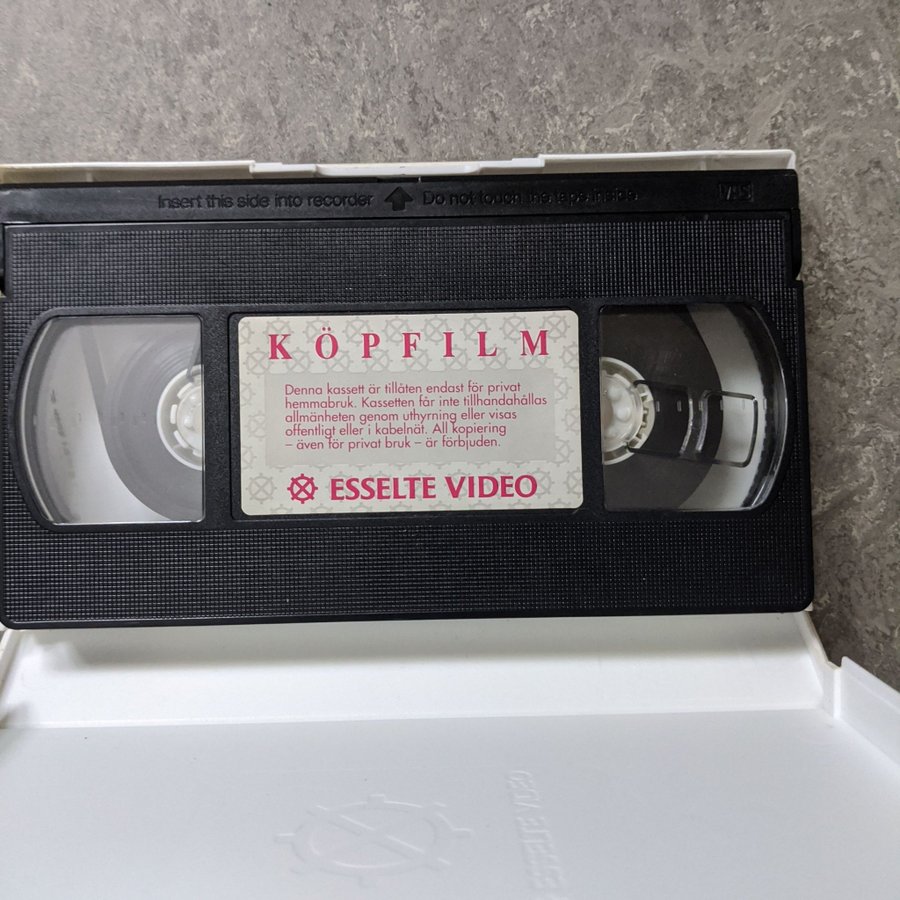 Insert this side into recorder Do not touch the tape inside
VHS
KÖPFILM
Denna kassett är tillåten endast för privat
hemmabruk. Kassetten får inte tillhandahållas
allmänheten genom uthyrning eller visas
offentligt eller i kabelnät. All kopiering
– även för privat bruk – är förbjuden.
ESSELTE VIDEO
ESSELTE VIDEO